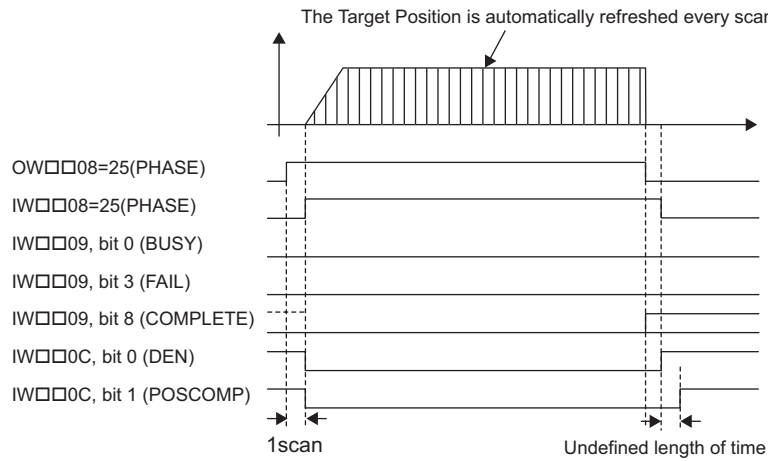 The Target Position is automatically refreshed every scan
OW□□08=25(PHASE)
IW□□08=25(PHASE)
IW□□09, bit 0 (BUSY)
IW□□09, bit 3 (FAIL)
IW□□09, bit 8 (COMPLETE)
IW□□0C, bit 0 (DEN)
IW□□0C, bit 1 (POSCOMP)
1scan
Undefined length of time